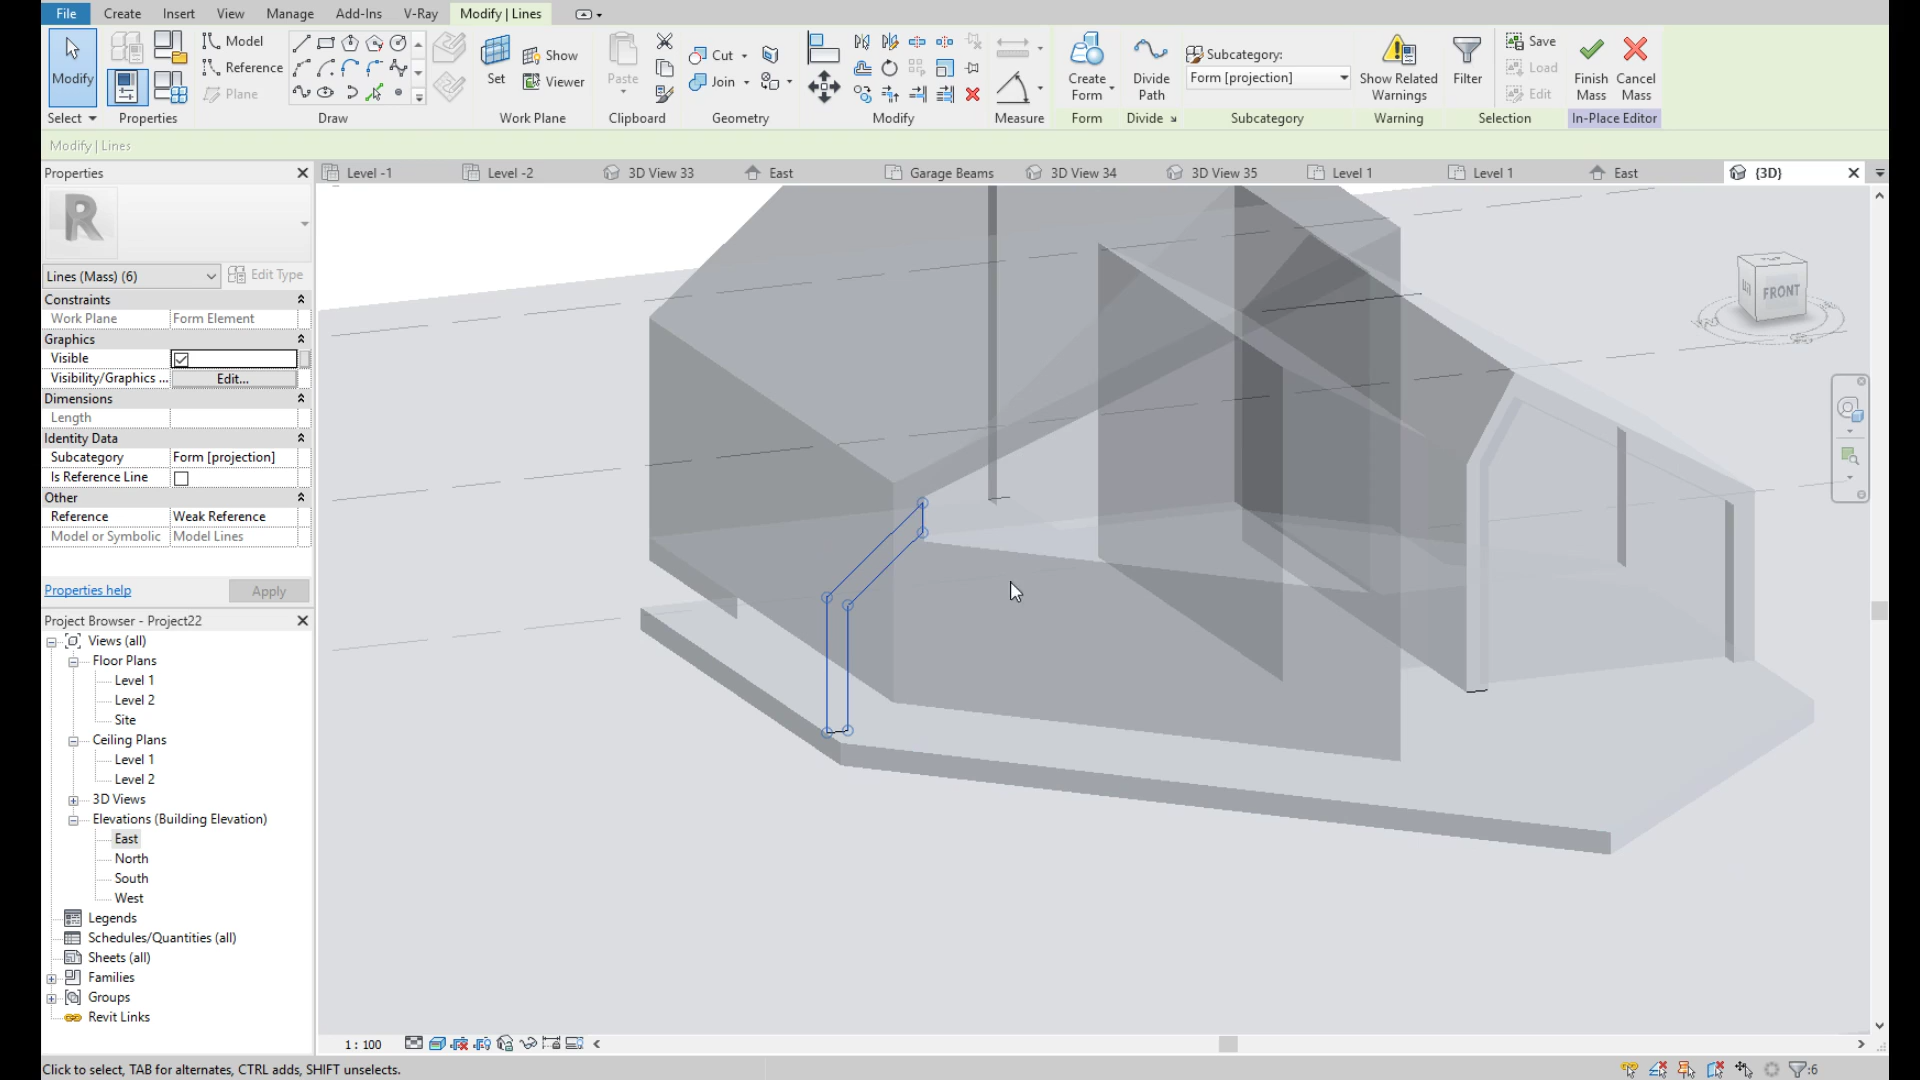 File Create Insert View Manage Add-Ins V-Ray Modify | Lines
Modify
Select
Properties
Model
Reference
Plane
Draw
Set
Show
Viewer
Work Plane
Paste
Clipboard
Cut
Join
Geometry
Modify
Measure
Create Form
Form
Divide Path
Divide
Subcategory:
Form [projection]
Subcategory
Show Related Warnings
Warning
Filter
Save
Load
Edit
Selection
Finish Mass
Cancel Mass
In-Place Editor
Modify | Lines
Properties
Level -1 Level -2 3D View 33 East Garage Beams 3D View 34 3D View 35 Level 1 Level 1 East {3D}
R
Lines (Mass) (6) Edit Type
Constraints
Work Plane Form Element
Graphics
Visible
Visibility/Graphics ... Edit...
Dimensions
Length
Identity Data
Subcategory Form [projection]
Is Reference Line
Other
Reference Weak Reference
Model or Symbolic Model Lines
Properties help Apply
Project Browser - Project22
Views (all)
Floor Plans
Level 1
Level 2
Site
Ceiling Plans
Level 1
Level 2
3D Views
Elevations (Building Elevation)
East
North
South
West
Legends
Schedules/Quantities (all)
Sheets (all)
Families
Groups
Revit Links
FRONT
1 : 100
Click to select, TAB for alternates, CTRL adds, SHIFT unselects.
:6